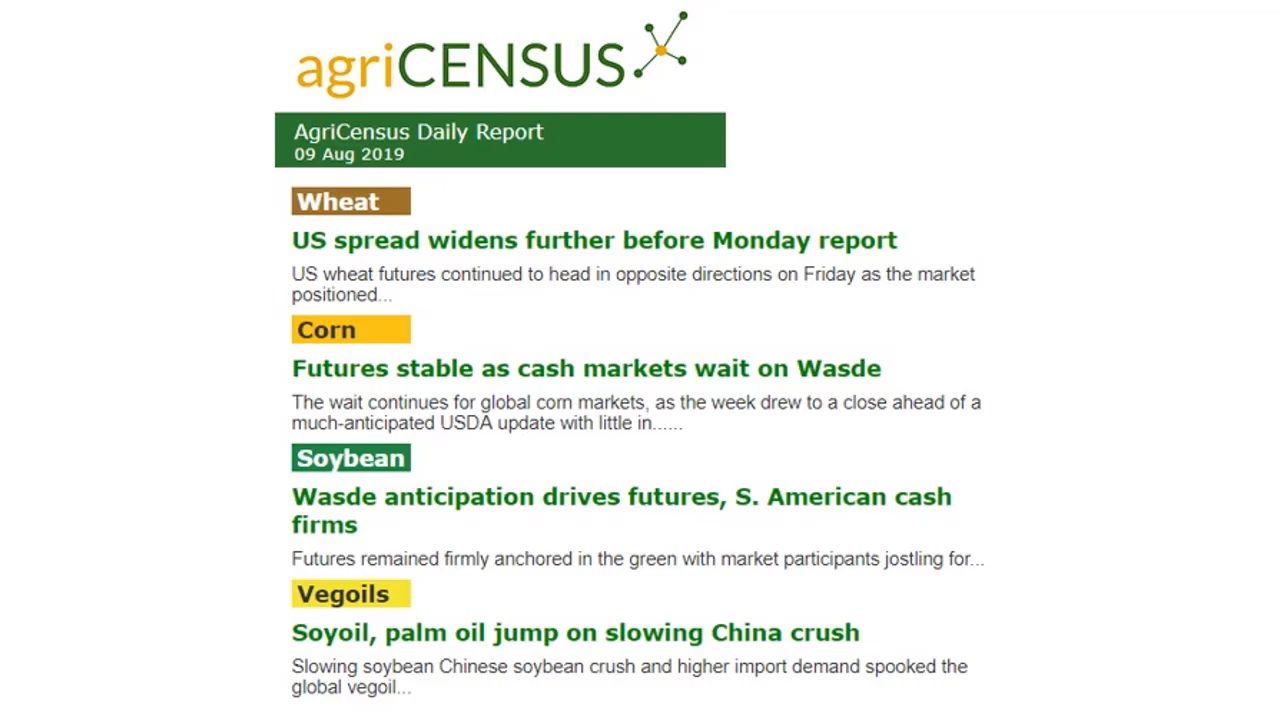 agriCENSUS
AgriCensus Daily Report
09 Aug 2019
Wheat
US spread widens further before Monday report
US wheat futures continued to head in opposite directions on Friday as the market
positioned...
Corn
Futures stable as cash markets wait on Wasde
The wait continues for global corn markets, as the week drew to a close ahead of a
much-anticipated USDA update with little in......
Soybean
Wasde anticipation drives futures, S. American cash
firms
Futures remained firmly anchored in the green with market participants jostling for...
Vegoils
Soyoil, palm oil jump on slowing China crush
Slowing soybean Chinese soybean crush and higher import demand spooked the
global vegoil...